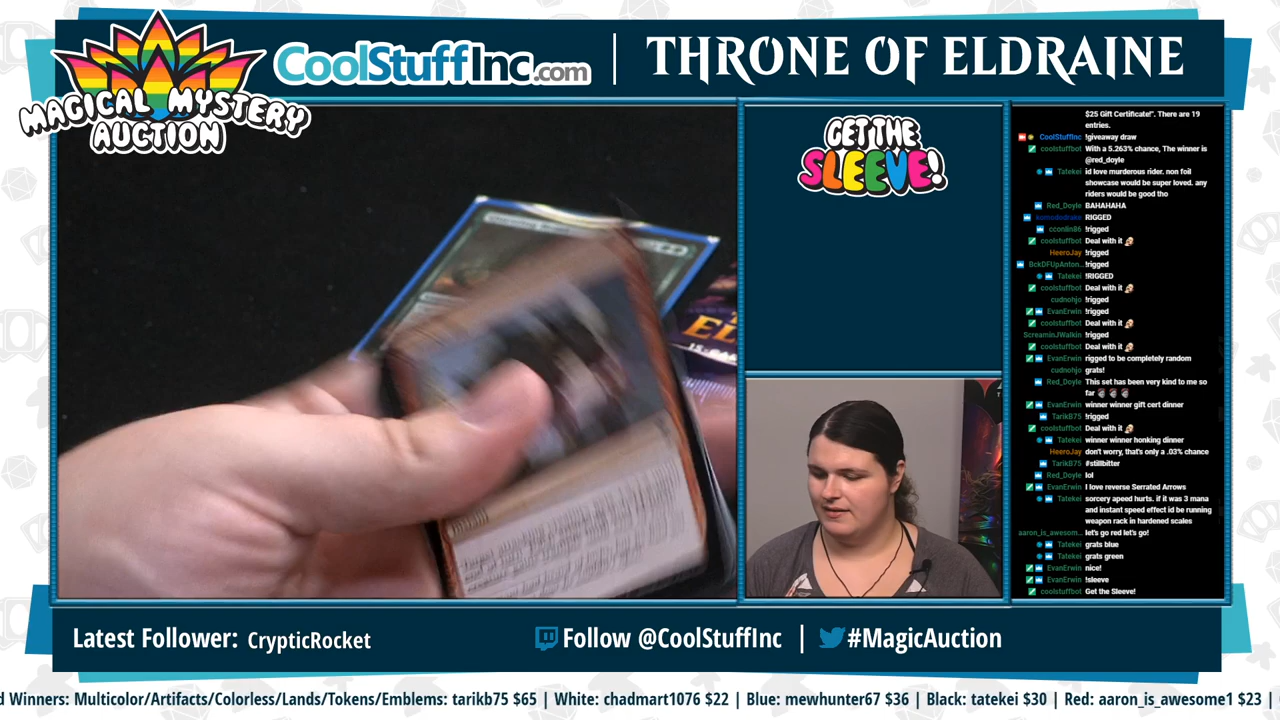 MAGICAL MYSTERY
AUCTION
CoolStuffInc.com
THRONE OF ELDRAINE
GET THE
SLEEVE!
$25 Gift Certificate!". There are 19
entries.
CoolStuffInc !giveaway draw
coolstuffbot With a 5.263% chance, The winner is
@red_doyle
Tatekei id love murderous rider. non foil
showcase would be super loved. any
riders would be good tho
Red_Doyle BAHAHAHA
komododrake RIGGED
cconlin86 !rigged
coolstuffbot Deal with it
HeeroJay !rigged
BckDFUpAnton... !rigged
Tatekei !RIGGED
coolstuffbot Deal with it
cudnohjo !rigged
EvanErwin !rigged
coolstuffbot Deal with it
ScreaminJWalkin !rigged
coolstuffbot Deal with it
EvanErwin rigged to be completely random
cudnohjo grats!
Red_Doyle This set has been very kind to me so
far
EvanErwin winner winner gift cert dinner
TarikB75 !rigged
coolstuffbot Deal with it
Tatekei winner winner honking dinner
HeeroJay don't worry, that's only a .03% chance
TarikB75 #stillbitter
Red_Doyle lol
EvanErwin I love reverse Serrated Arrows
Tatekei sorcery speed hurts. if it was 3 mana
and instant speed effect id be running
weapon rack in hardened scales
aaron_is_awesom... let's go red let's go!
Tatekei grats blue
Tatekei grats green
EvanErwin nice!
EvanErwin !sleeve
coolstuffbot Get the Sleeve!
Latest Follower: CrypticRocket
Follow @CoolStuffInc | #MagicAuction
d Winners: Multicolor/Artifacts/Colorless/Lands/Tokens/Emblems: tarikb75 $65 | White: chadmart1076 $22 | Blue: mewhunter67 $36 | Black: tatekei $30 | Red: aaron_is_awesome1 $23 |